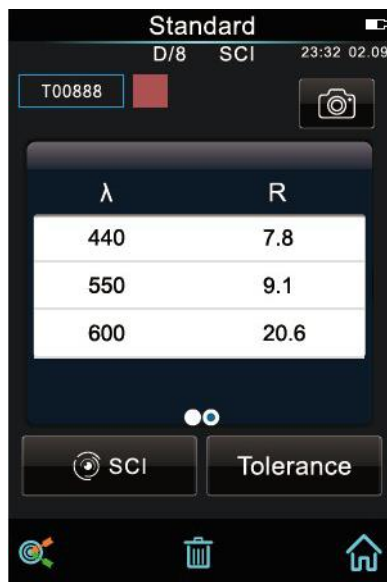 Standard
D/8 SCI 23:32 02.09
T00888
λ R
440 7.8
550 9.1
600 20.6
SCI Tolerance